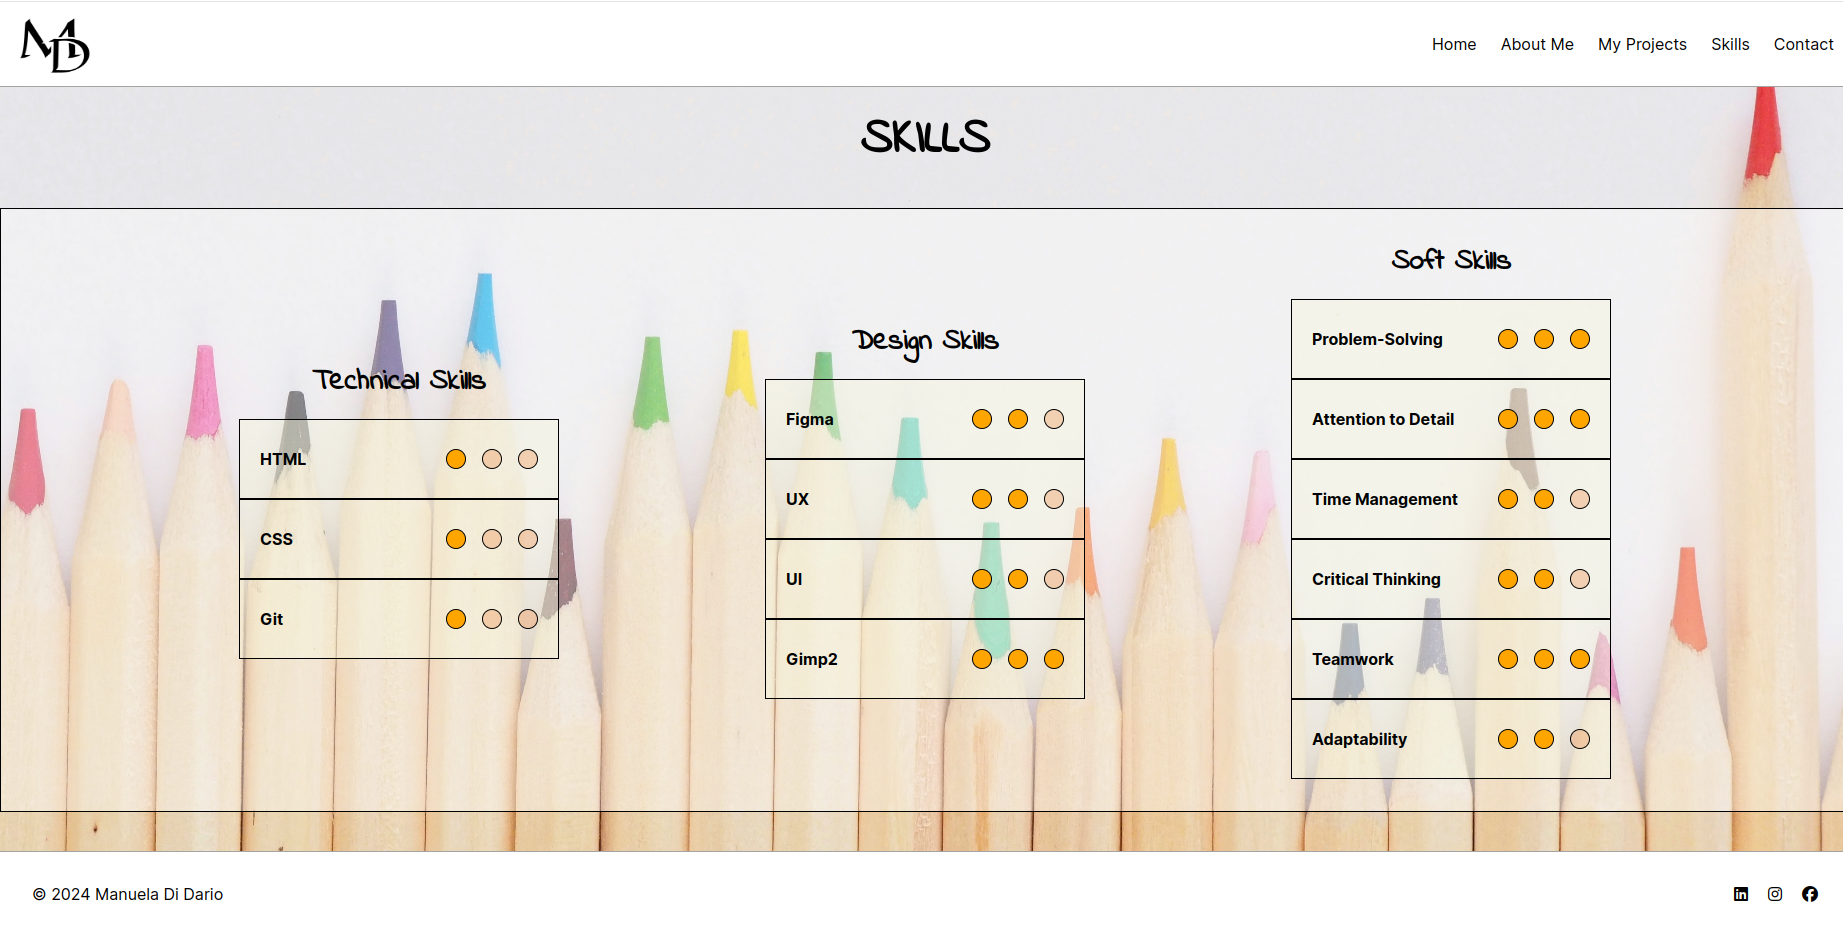 MD
Home About Me My Projects Skills Contact
SKILLS
Technical Skills
HTML
CSS
Git
Design Skills
Figma
UX
UI
Gimp2
Soft Skills
Problem-Solving
Attention to Detail
Time Management
Critical Thinking
Teamwork
Adaptability
© 2024 Manuela Di Dario